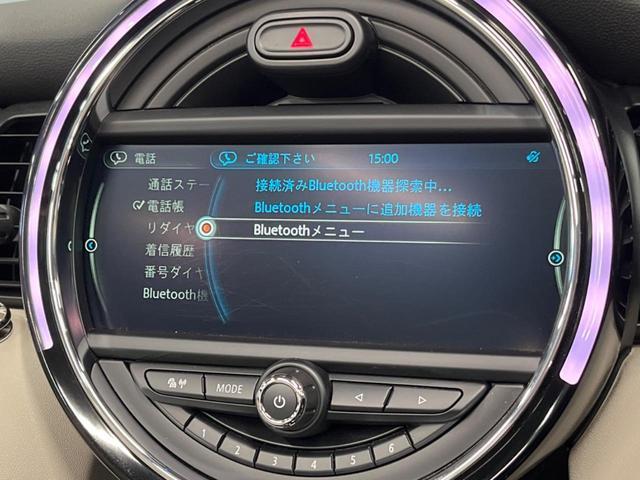 電話
ご確認下さい 15:00
通話ステー
電話帳
リダイヤ
着信履歴
番号ダイヤ
Bluetooth機
接続済みBluetooth機器探索中...
Bluetoothメニューに追加機器を接続
Bluetoothメニュー
MODE
1 2 3 4 5 6 7